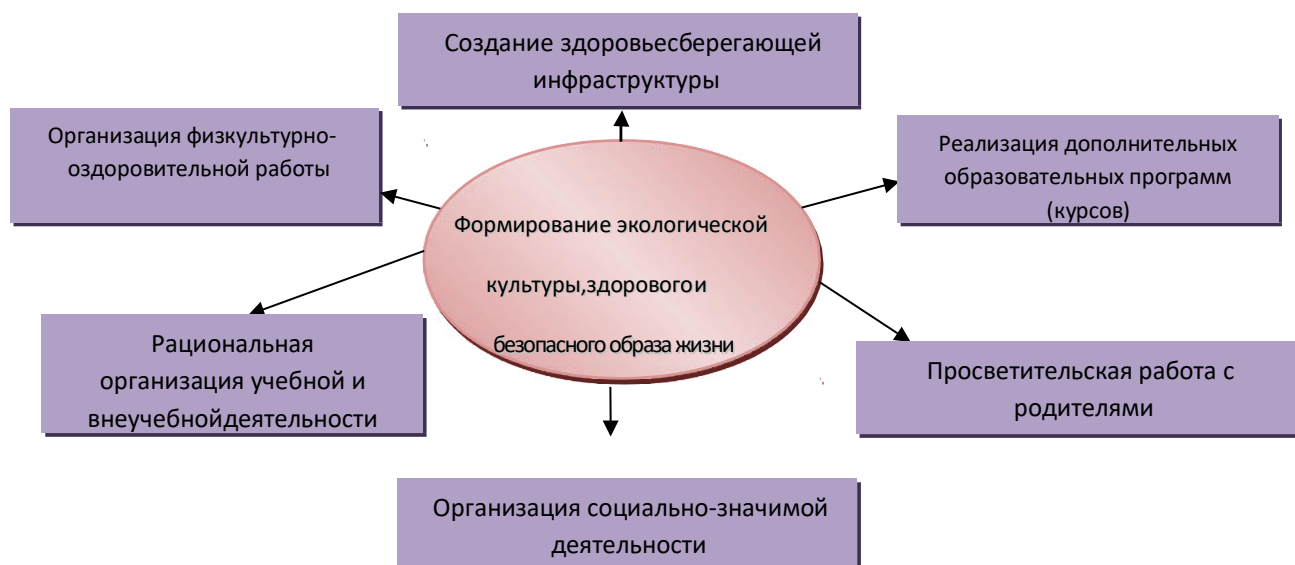 Создание здоровьесберегающей
инфраструктуры
Организация физкультурно-
оздоровительной работы
Реализация дополнительных
образовательных программ
(курсов)
Формирование экологической
культуры,здоровогои
безопасного образа жизни
Рациональная
организация учебной и
внеучебнойдеятельности
Просветительская работа с
родителями
Организация социально-значимой
деятельности